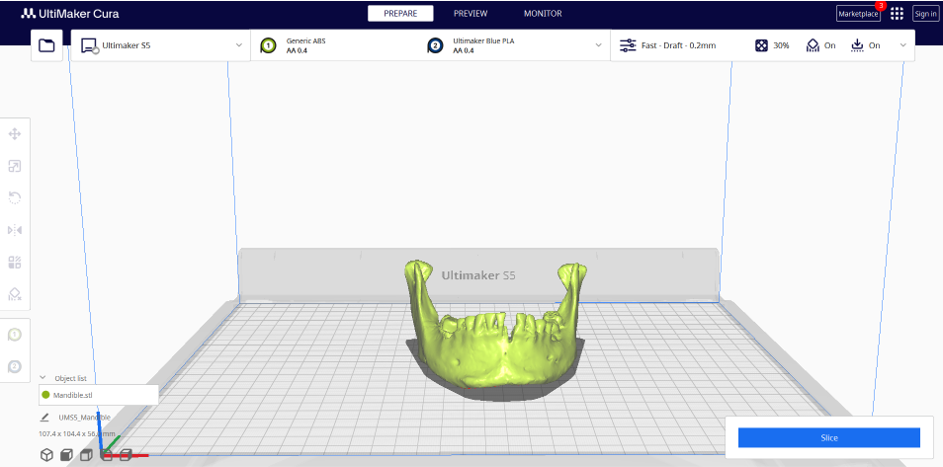 UltiMaker Cura
PREPARE
PREVIEW
MONITOR
Marketplace
3
Sign in
Ultimaker S5
1
Generic ABS
AA 0.4
2
Ultimaker Blue PLA
AA 0.4
Fast - Draft - 0.2mm
30%
On
On
Ultimaker S5
1
2
Object list
Mandible.stl
UMS5_Mandible
107.4 x 104.4 x 56. mm
Slice